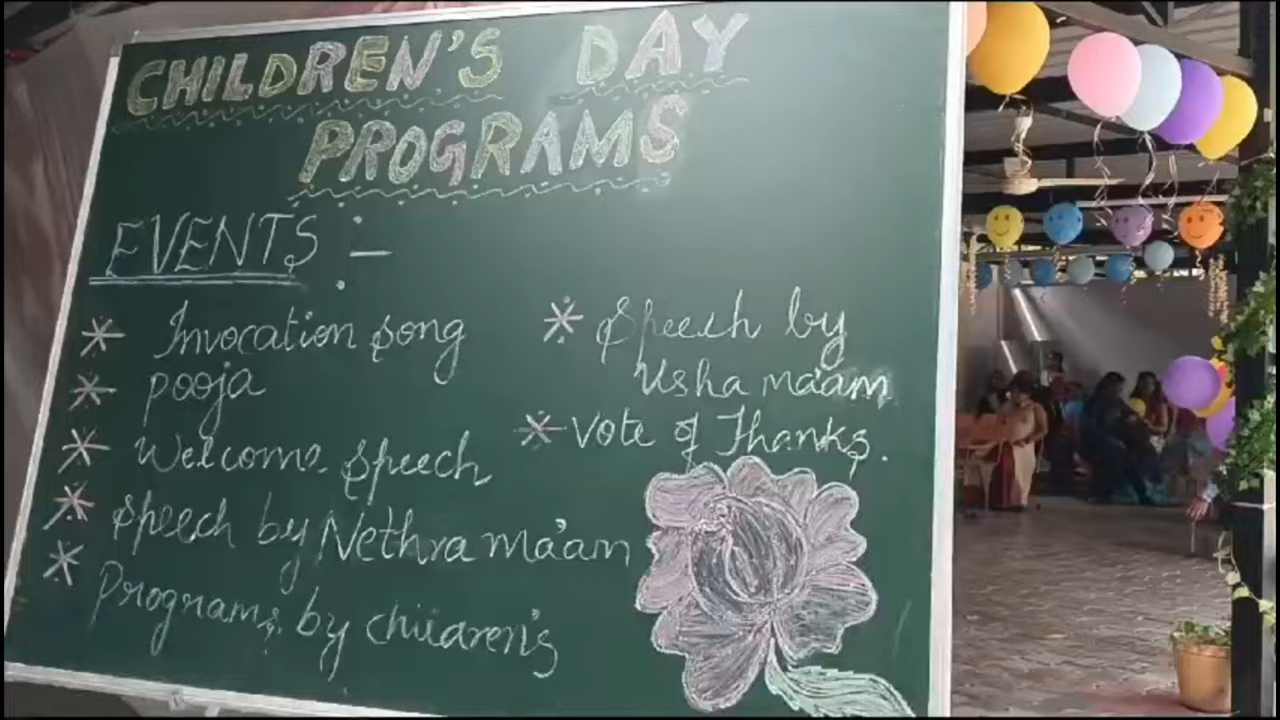 CHILDREN'S DAY
PROGRAMS
EVENTS :-
* Invocation song
* pooja
* Welcome speech
* speech by Nethra ma'am
* Programs by children's
* Speech by
Usha ma'am
* Vote of Thanks.